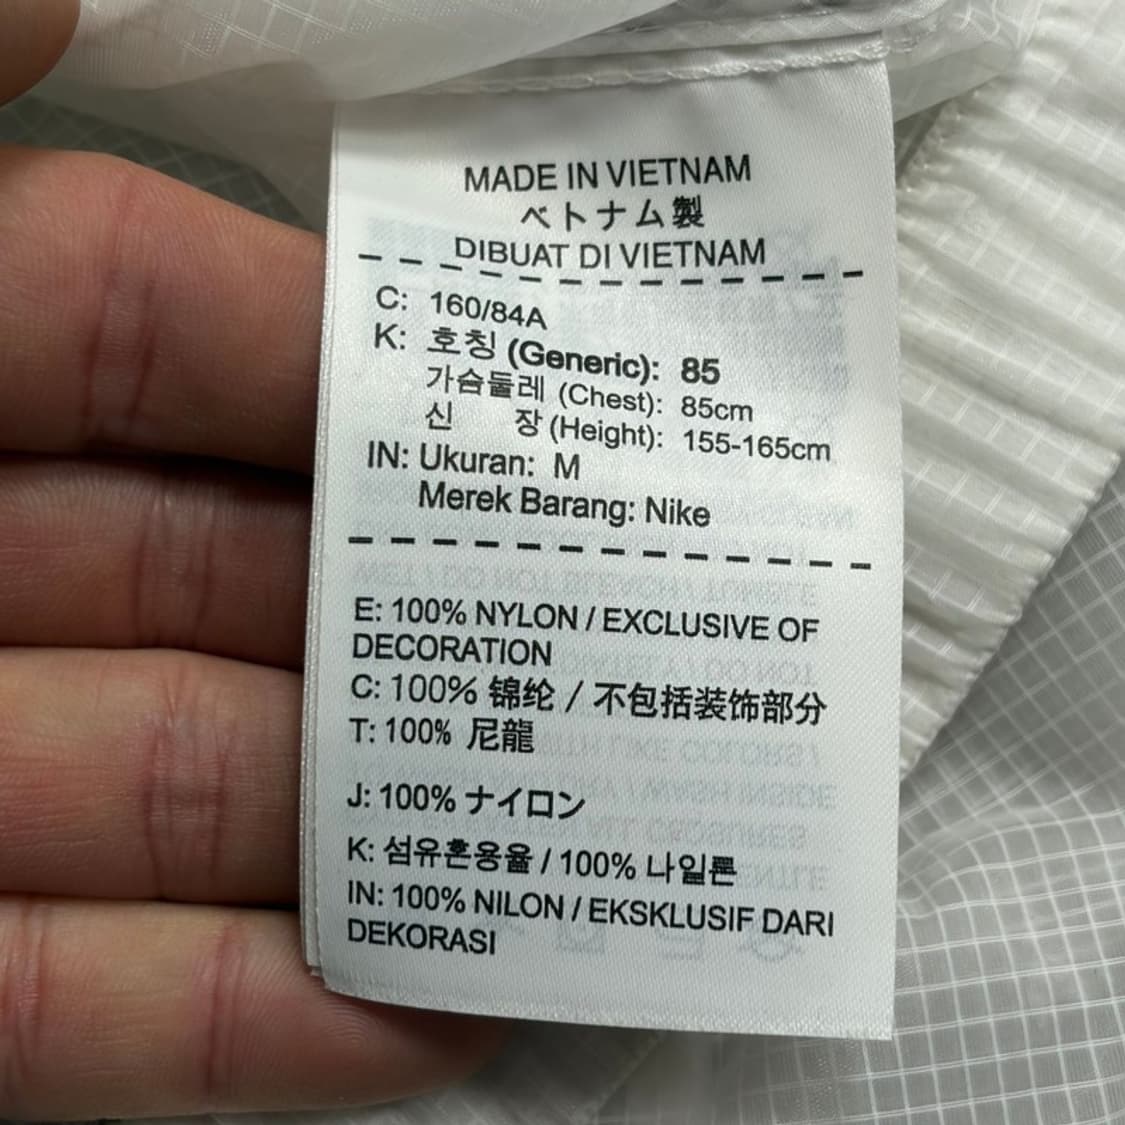 MADE IN VIETNAM
ベトナム製
DIBUAT DI VIETNAM
C: 160/84A
K: 호칭 (Generic): 85
가슴둘레 (Chest): 85cm
신 장 (Height): 155-165cm
IN: Ukuran: M
Merek Barang: Nike
E: 100% NYLON / EXCLUSIVE OF
DECORATION
C: 100% 锦纶 / 不包括装饰部分
T: 100% 尼龍
J: 100% ナイロン
K: 섬유혼용율 / 100% 나일론
IN: 100% NILON / EKSKLUSIF DARI
DEKORASI